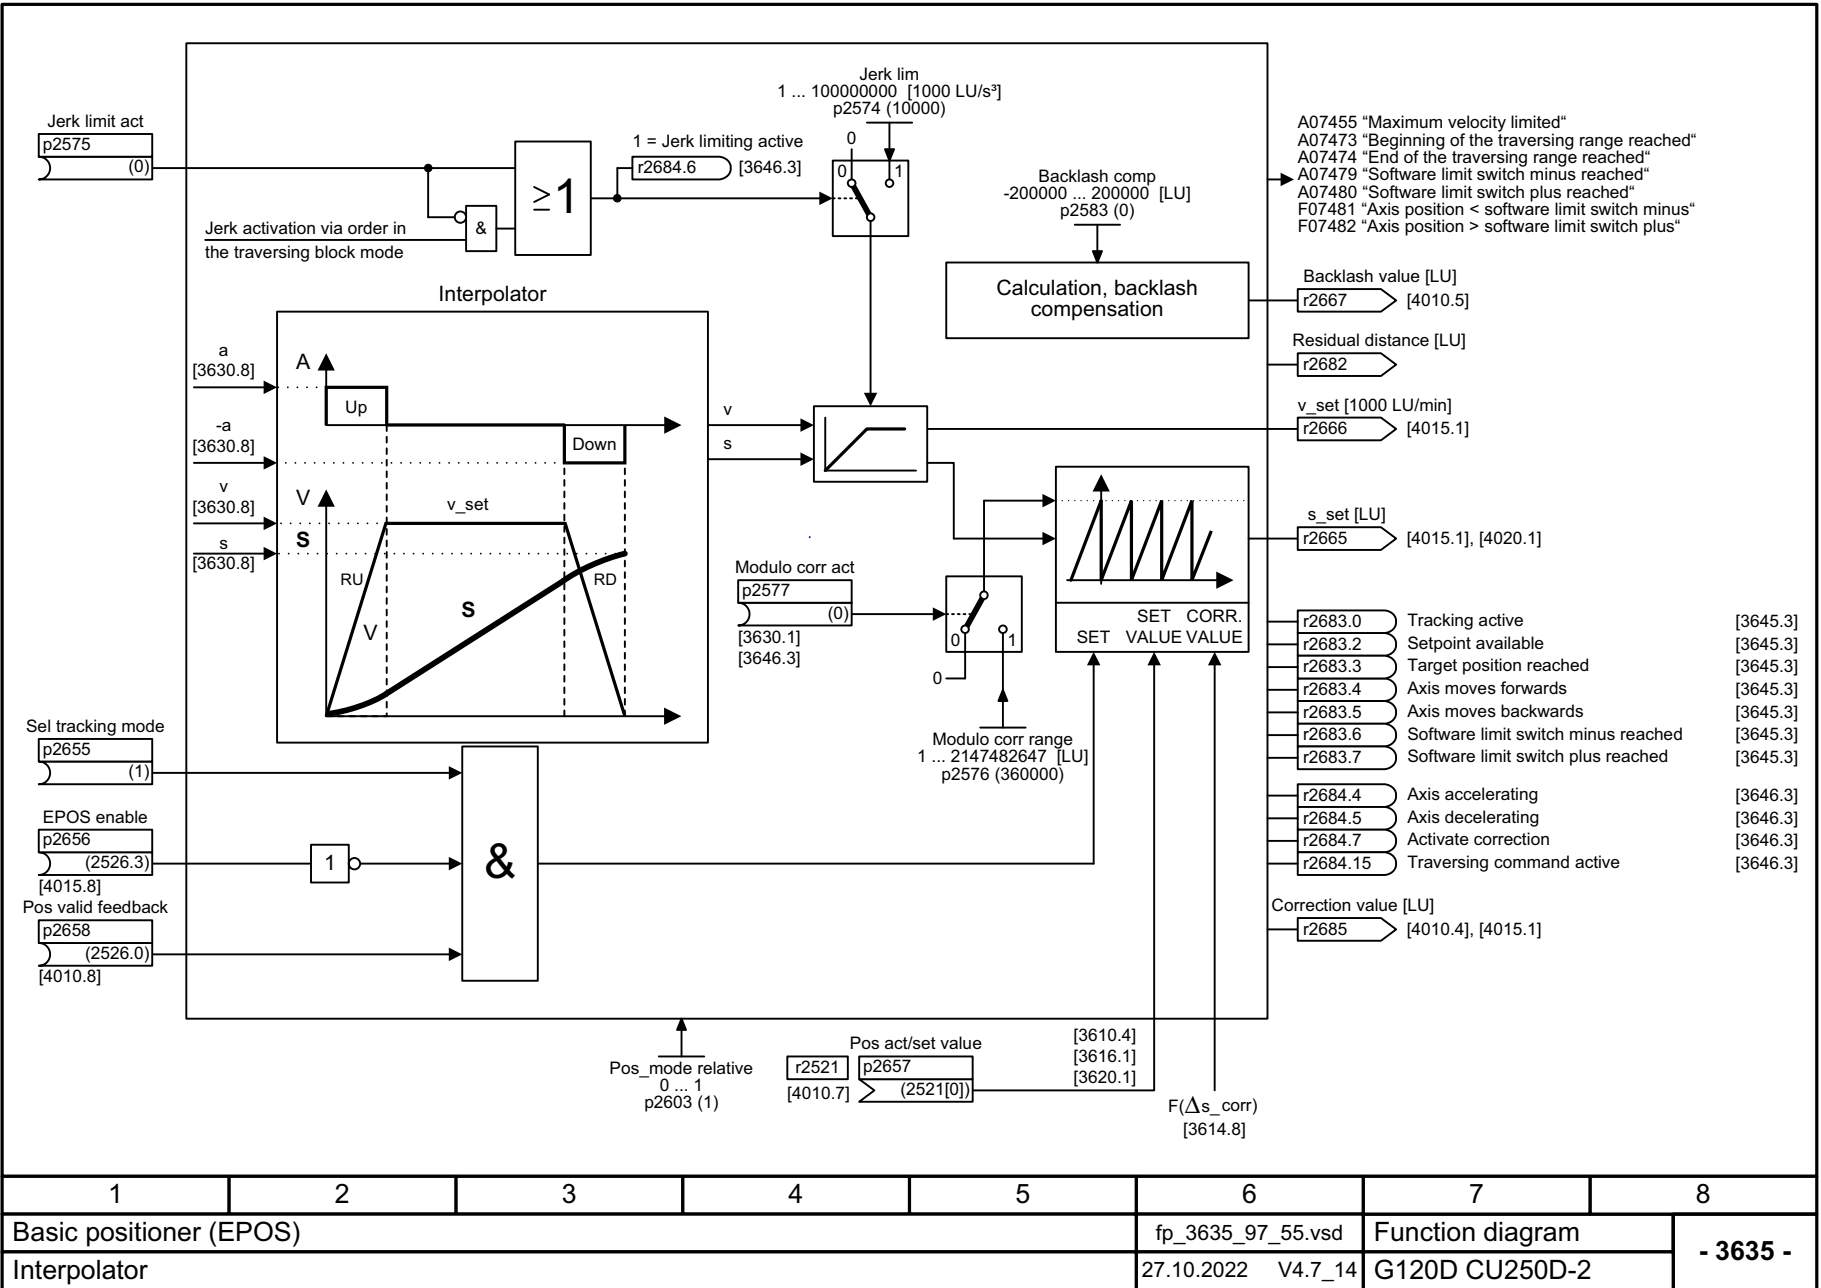 Jerk limit act
p2575
(0)
Jerk activation via order in
the traversing block mode
&
≥1
1 = Jerk limiting active
r2684.6
[3646.3]
Jerk lim
1 ... 100000000 [1000 LU/s³]
p2574 (10000)
0
0
1
Backlash comp
-200000 ... 200000 [LU]
p2583 (0)
Calculation, backlash
compensation
A07455 “Maximum velocity limited“
A07473 “Beginning of the traversing range reached“
A07474 “End of the traversing range reached“
A07479 “Software limit switch minus reached“
A07480 “Software limit switch plus reached“
F07481 “Axis position < software limit switch minus“
F07482 “Axis position > software limit switch plus“
Backlash value [LU]
r2667
[4010.5]
Residual distance [LU]
r2682
v_set [1000 LU/min]
r2666
[4015.1]
s_set [LU]
r2665
[4015.1], [4020.1]
Interpolator
a
[3630.8]
-a
[3630.8]
v
[3630.8]
s
[3630.8]
A
Up
Down
V
S
v_set
RU
V
S
RD
v
s
Modulo corr act
p2577
(0)
[3630.1]
[3646.3]
0
1
0
Modulo corr range
1 ... 2147482647 [LU]
p2576 (360000)
SET
SET
VALUE
CORR.
VALUE
r2683.0 Tracking active [3645.3]
r2683.2 Setpoint available [3645.3]
r2683.3 Target position reached [3645.3]
r2683.4 Axis moves forwards [3645.3]
r2683.5 Axis moves backwards [3645.3]
r2683.6 Software limit switch minus reached [3645.3]
r2683.7 Software limit switch plus reached [3645.3]
r2684.4 Axis accelerating [3646.3]
r2684.5 Axis decelerating [3646.3]
r2684.7 Activate correction [3646.3]
r2684.15 Traversing command active [3646.3]
Correction value [LU]
r2685
[4010.4], [4015.1]
Sel tracking mode
p2655
(1)
EPOS enable
p2656
(2526.3)
[4015.8]
Pos valid feedback
p2658
(2526.0)
[4010.8]
1
&
Pos_mode relative
0 ... 1
p2603 (1)
Pos act/set value
r2521
p2657
[4010.7]
(2521[0])
[3610.4]
[3616.1]
[3620.1]
F(Δs_corr)
[3614.8]
1 2 3 4 5 6 7 8
Basic positioner (EPOS)
fp_3635_97_55.vsd
Function diagram
- 3635 -
Interpolator
27.10.2022 V4.7_14
G120D CU250D-2